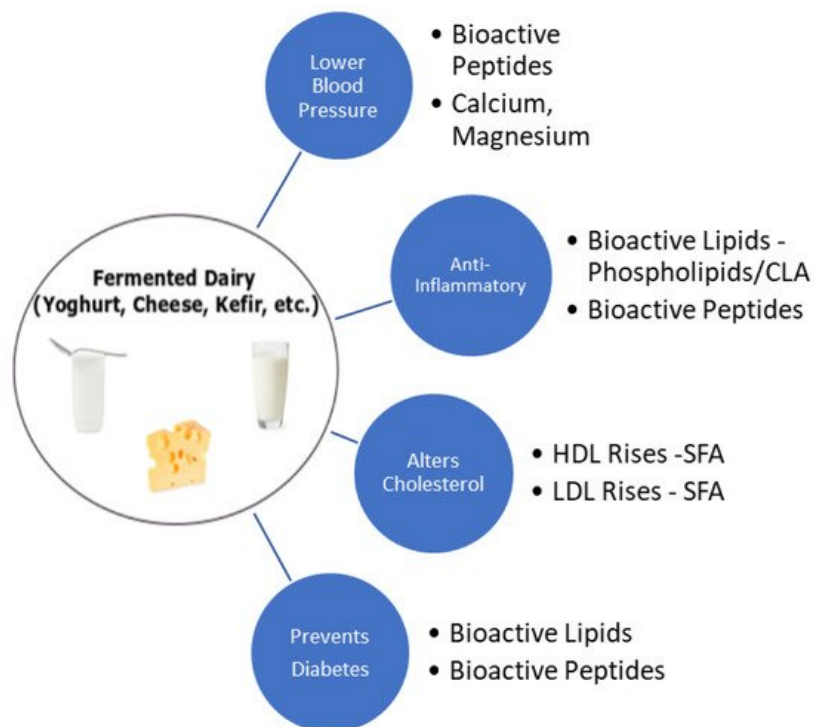 Fermented Dairy
(Yoghurt, Cheese, Kefir, etc.)
Lower
Blood
Pressure
• Bioactive
Peptides
• Calcium,
Magnesium
Anti-
Inflammatory
• Bioactive Lipids -
Phospholipids/CLA
• Bioactive Peptides
Alters
Cholesterol
• HDL Rises -SFA
• LDL Rises - SFA
Prevents
Diabetes
• Bioactive Lipids
• Bioactive Peptides